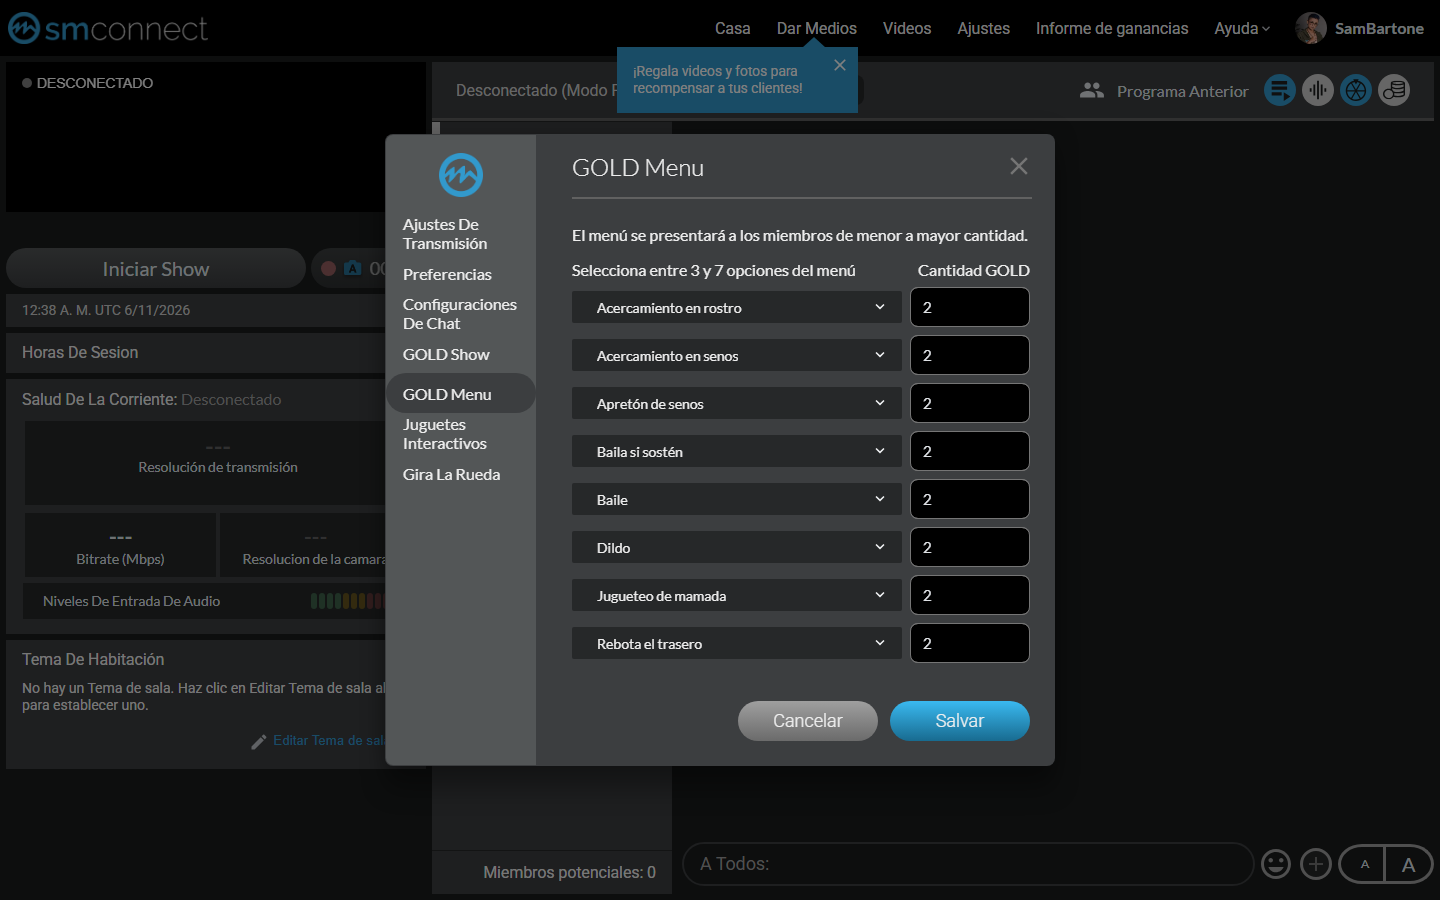 smconnect
Casa
Dar Medios
Videos
Ajustes
Informe de ganancias
Ayuda
SamBartone
¡Regala videos y fotos para
recompensar a tus clientes!
DESCONECTADO
Desconectado (Modo
Programa Anterior
Iniciar Show
A
12:38 A. M. UTC 6/11/2026
Horas De Sesion
Salud De La Corriente: Desconectado
---
Resolución de transmisión
---
Bitrate (Mbps)
---
Resolucion de la camara
Niveles De Entrada De Audio
Tema De Habitación
No hay un Tema de sala. Haz clic en Editar Tema de sala
para establecer uno.
Editar Tema de
Ajustes De
Transmisión
Preferencias
Configuraciones
De Chat
GOLD Show
GOLD Menu
Juguetes
Interactivos
Gira La Rueda
GOLD Menu
El menú se presentará a los miembros de menor a mayor cantidad.
Selecciona entre 3 y 7 opciones del menú
Cantidad GOLD
Acercamiento en rostro
2
Acercamiento en senos
2
Apretón de senos
2
Baila si sostén
2
Baile
2
Dildo
2
Jugueteo de mamada
2
Rebota el trasero
2
Cancelar
Salvar
Miembros potenciales: 0
A Todos:
A
A